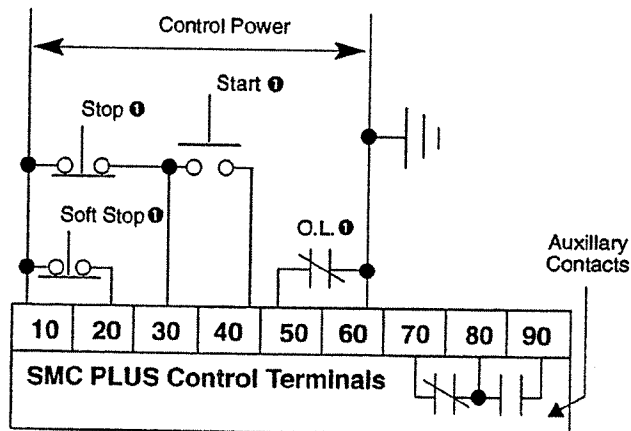 Control Power
Start ❶
Stop ❶
Soft Stop ❶
O.L. ❶
Auxillary
Contacts
10 20 30 40 50 60 70 80 90
SMC PLUS Control Terminals